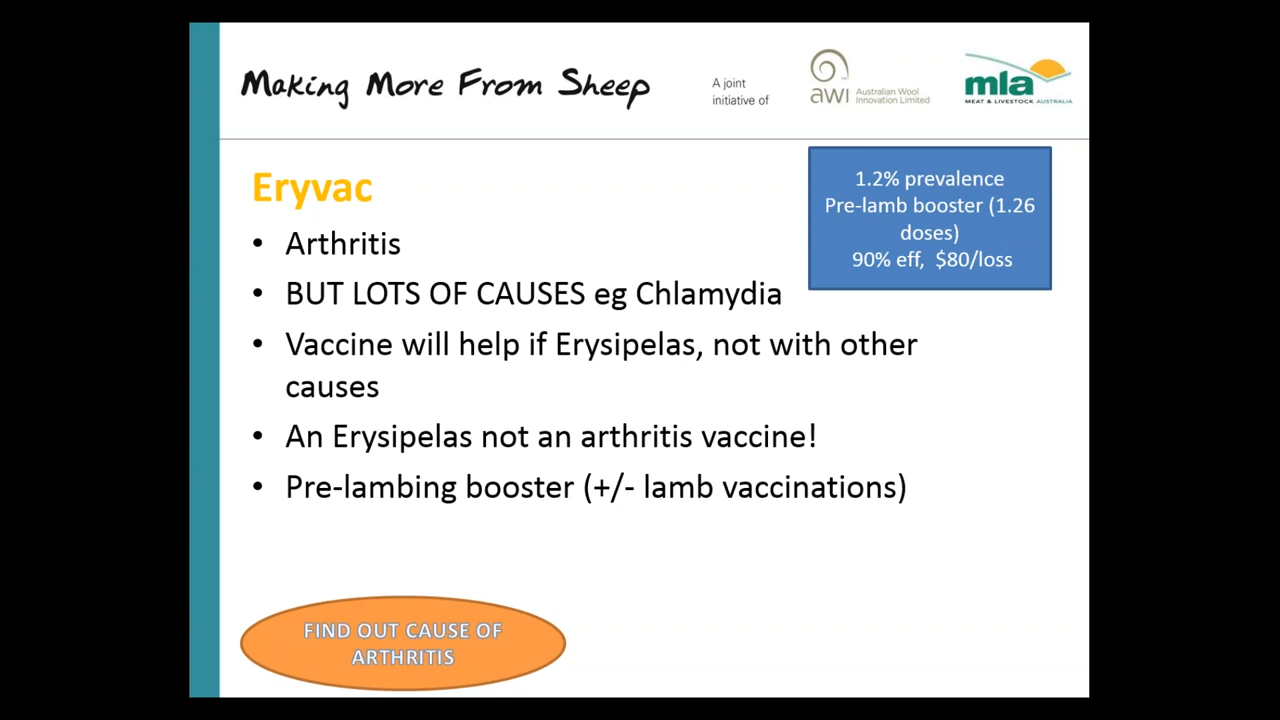 Making More From Sheep
A joint
initiative of
awi
Australian Wool
Innovation Limited
mla
MEAT & LIVESTOCK AUSTRALIA
Eryvac
1.2% prevalence
Pre-lamb booster (1.26
doses)
90% eff, $80/loss
• Arthritis
• BUT LOTS OF CAUSES eg Chlamydia
• Vaccine will help if Erysipelas, not with other
causes
• An Erysipelas not an arthritis vaccine!
• Pre-lambing booster (+/- lamb vaccinations)
FIND OUT CAUSE OF
ARTHRITIS